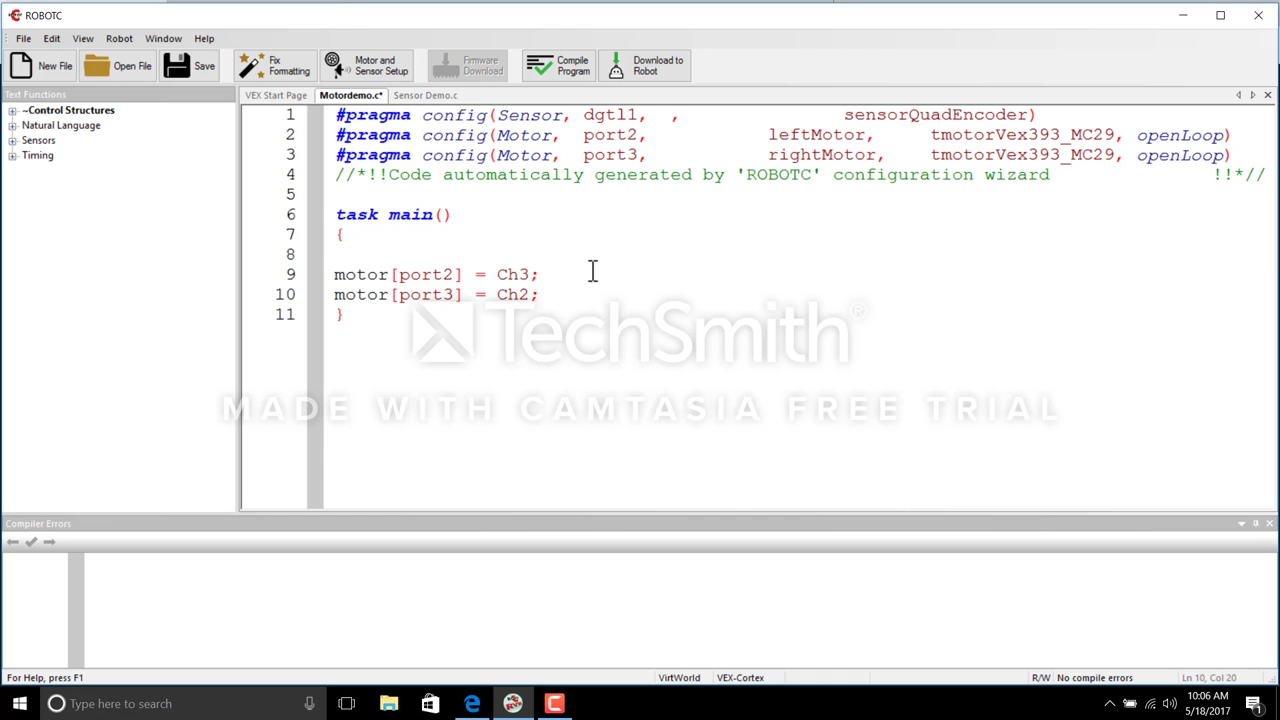 ROBOTC
File Edit View Robot Window Help
New File Open File Save Fix Formatting Motor and Sensor Setup Firmware Download Compile Program Download to Robot
Text Functions
VEX Start Page Motordemo.c* Sensor Demo.c
~Control Structures
Natural Language
Sensors
Timing
1 #pragma config(Sensor, dgtl1, , sensorQuadEncoder)
2 #pragma config(Motor, port2, leftMotor, tmotorVex393_MC29, openLoop)
3 #pragma config(Motor, port3, rightMotor, tmotorVex393_MC29, openLoop)
4 //*!!Code automatically generated by 'ROBOTC' configuration wizard !!*//
5
6 task main()
7 {
8
9 motor[port2] = Ch3;
10 motor[port3] = Ch2;
11 }
TechSmith®
MADE WITH CAMTASIA FREE TRIAL
Compiler Errors
For Help, press F1 VirtWorld VEX-Cortex R/W No compile errors Ln 10, Col 20
Type here to search
10:06 AM
5/18/2017
1